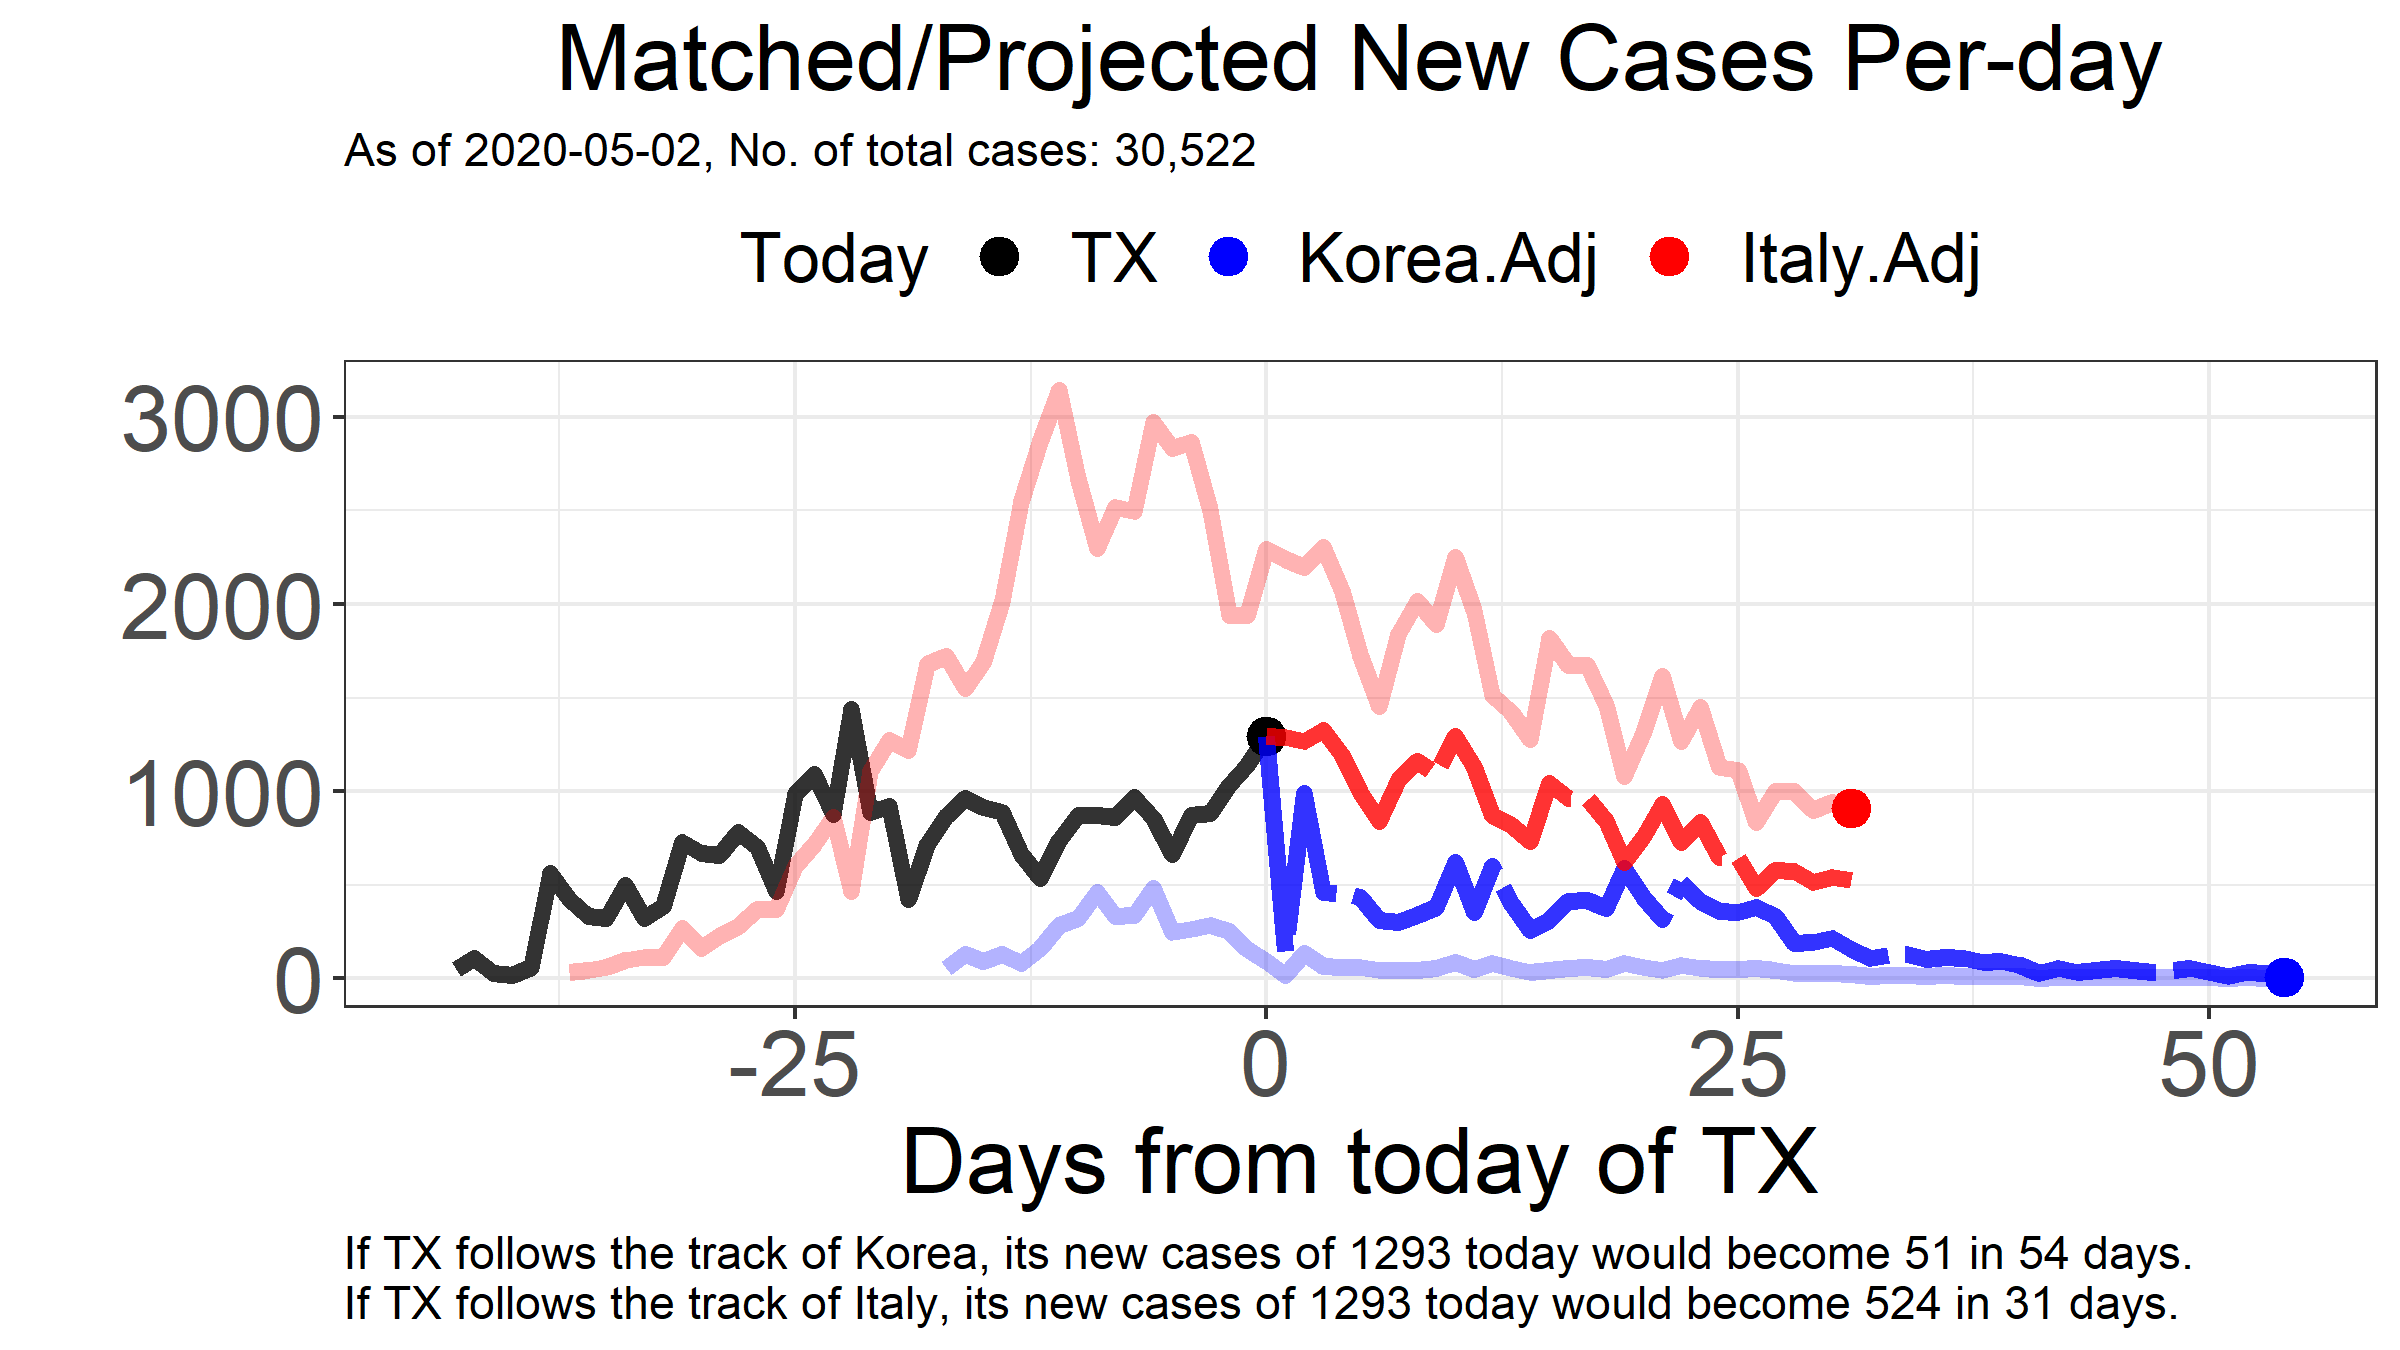 Matched/Projected New Cases Per-day
As of 2020-05-02, No. of total cases: 30,522
Today TX Korea.Adj Italy.Adj
3000
2000
1000
0
-25 0 25 50
Days from today of TX
If TX follows the track of Korea, its new cases of 1293 today would become 51 in 54 days.
If TX follows the track of Italy, its new cases of 1293 today would become 524 in 31 days.